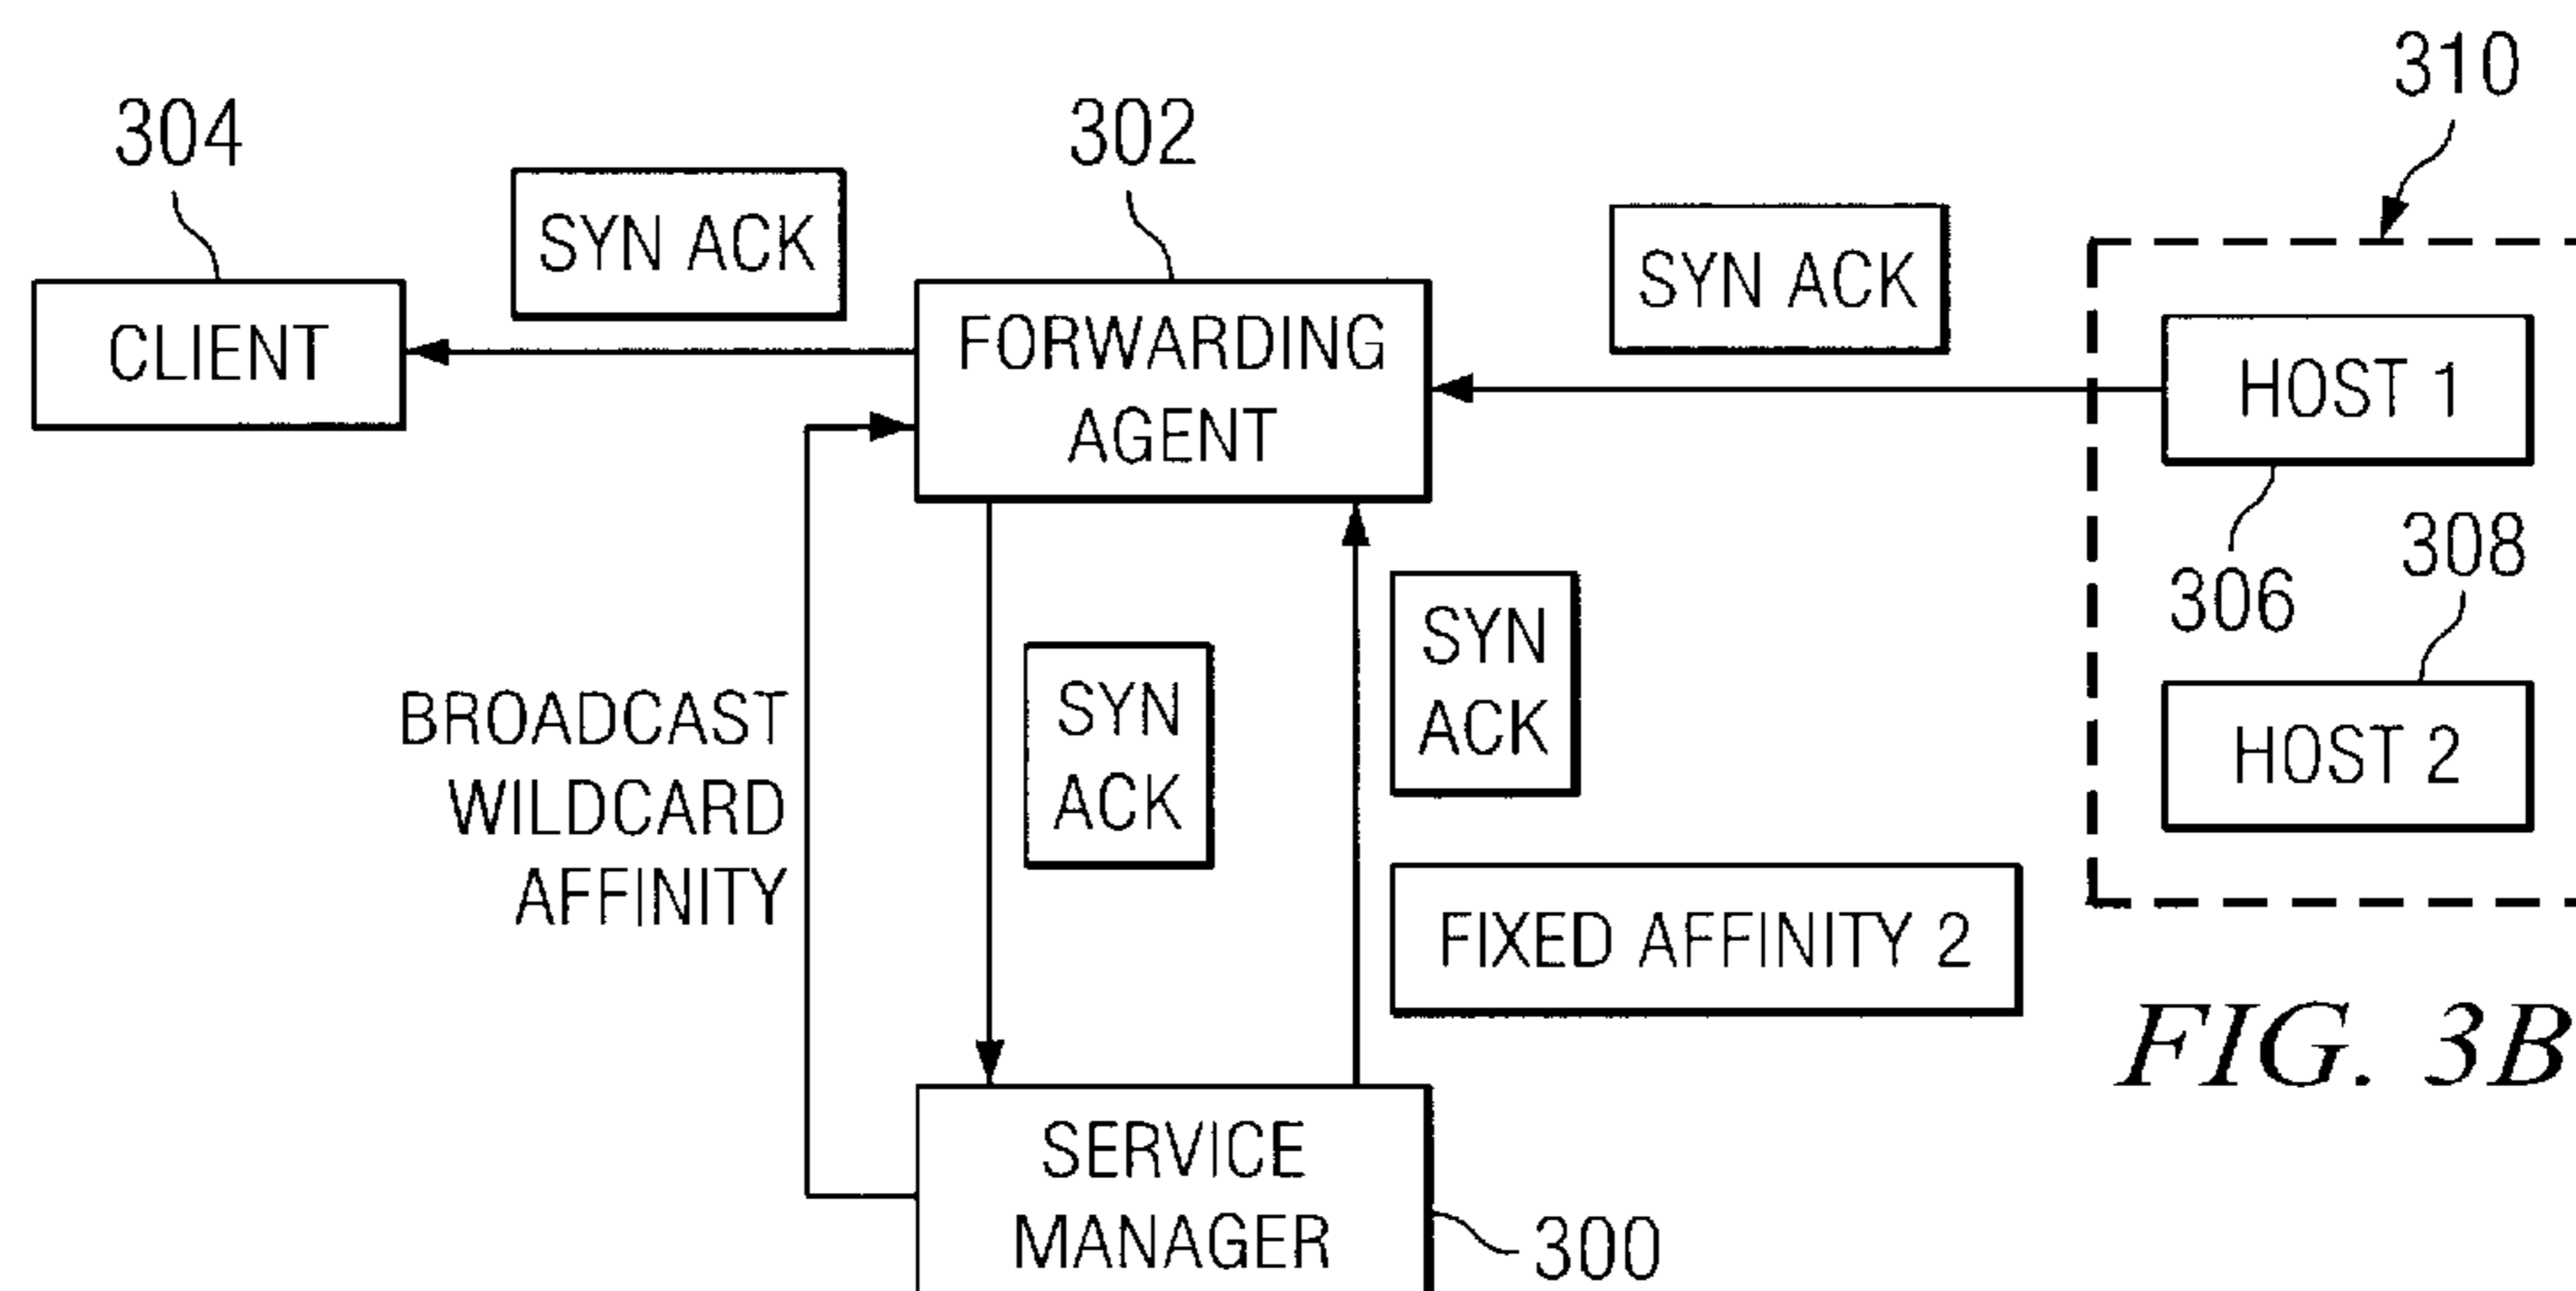 310
304
302
SYN ACK
SYN ACK
CLIENT
FORWARDING
AGENT
HOST 1
306
308
SYN
ACK
SYN
ACK
BROADCAST
WILDCARD
AFFINITY
HOST 2
FIXED AFFINITY 2
FIG. 3B
SERVICE
MANAGER
300